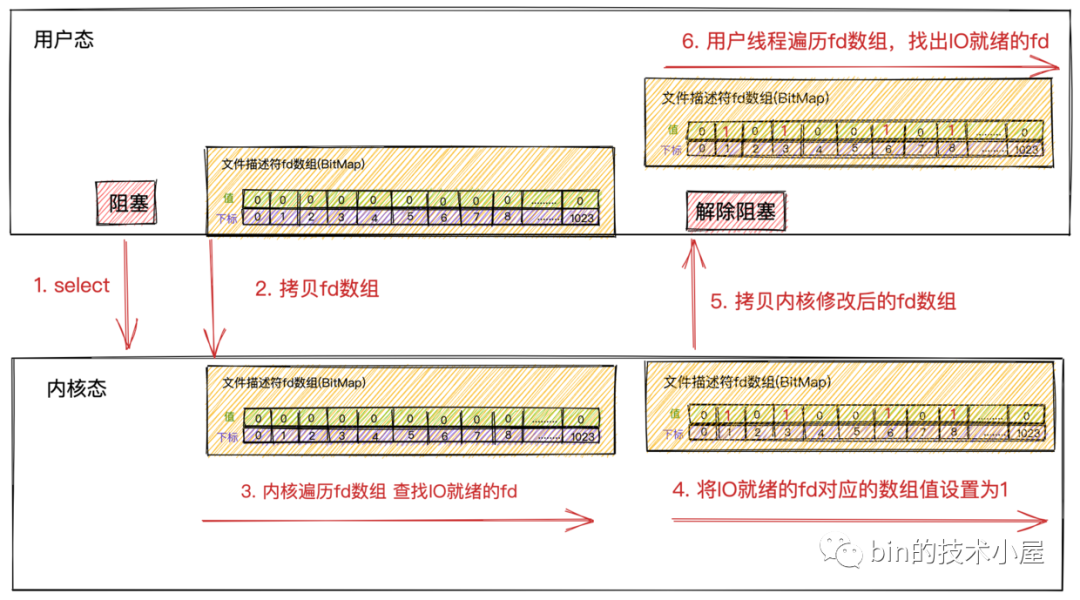 用户态
6. 用户线程遍历fd数组，找出IO就绪的fd
文件描述符fd数组(BitMap)
值 0 1 0 1 0 0 1 0 1 ........ 0
下标 0 1 2 3 4 5 6 7 8 ........ 1023
阻塞
文件描述符fd数组(BitMap)
值 0 0 0 0 0 0 0 0 0 ........ 0
下标 0 1 2 3 4 5 6 7 8 ........ 1023
解除阻塞
1. select
2. 拷贝fd数组
5. 拷贝内核修改后的fd数组
内核态
文件描述符fd数组(BitMap)
值 0 0 0 0 0 0 0 0 0 ........ 0
下标 0 1 2 3 4 5 6 7 8 ........ 1023
文件描述符fd数组(BitMap)
值 0 1 0 1 0 0 1 0 1 ........ 0
下标 0 1 2 3 4 5 6 7 8 ........ 1023
3. 内核遍历fd数组 查找IO就绪的fd
4. 将IO就绪的fd对应的数组值设置为1
bin的技术小屋